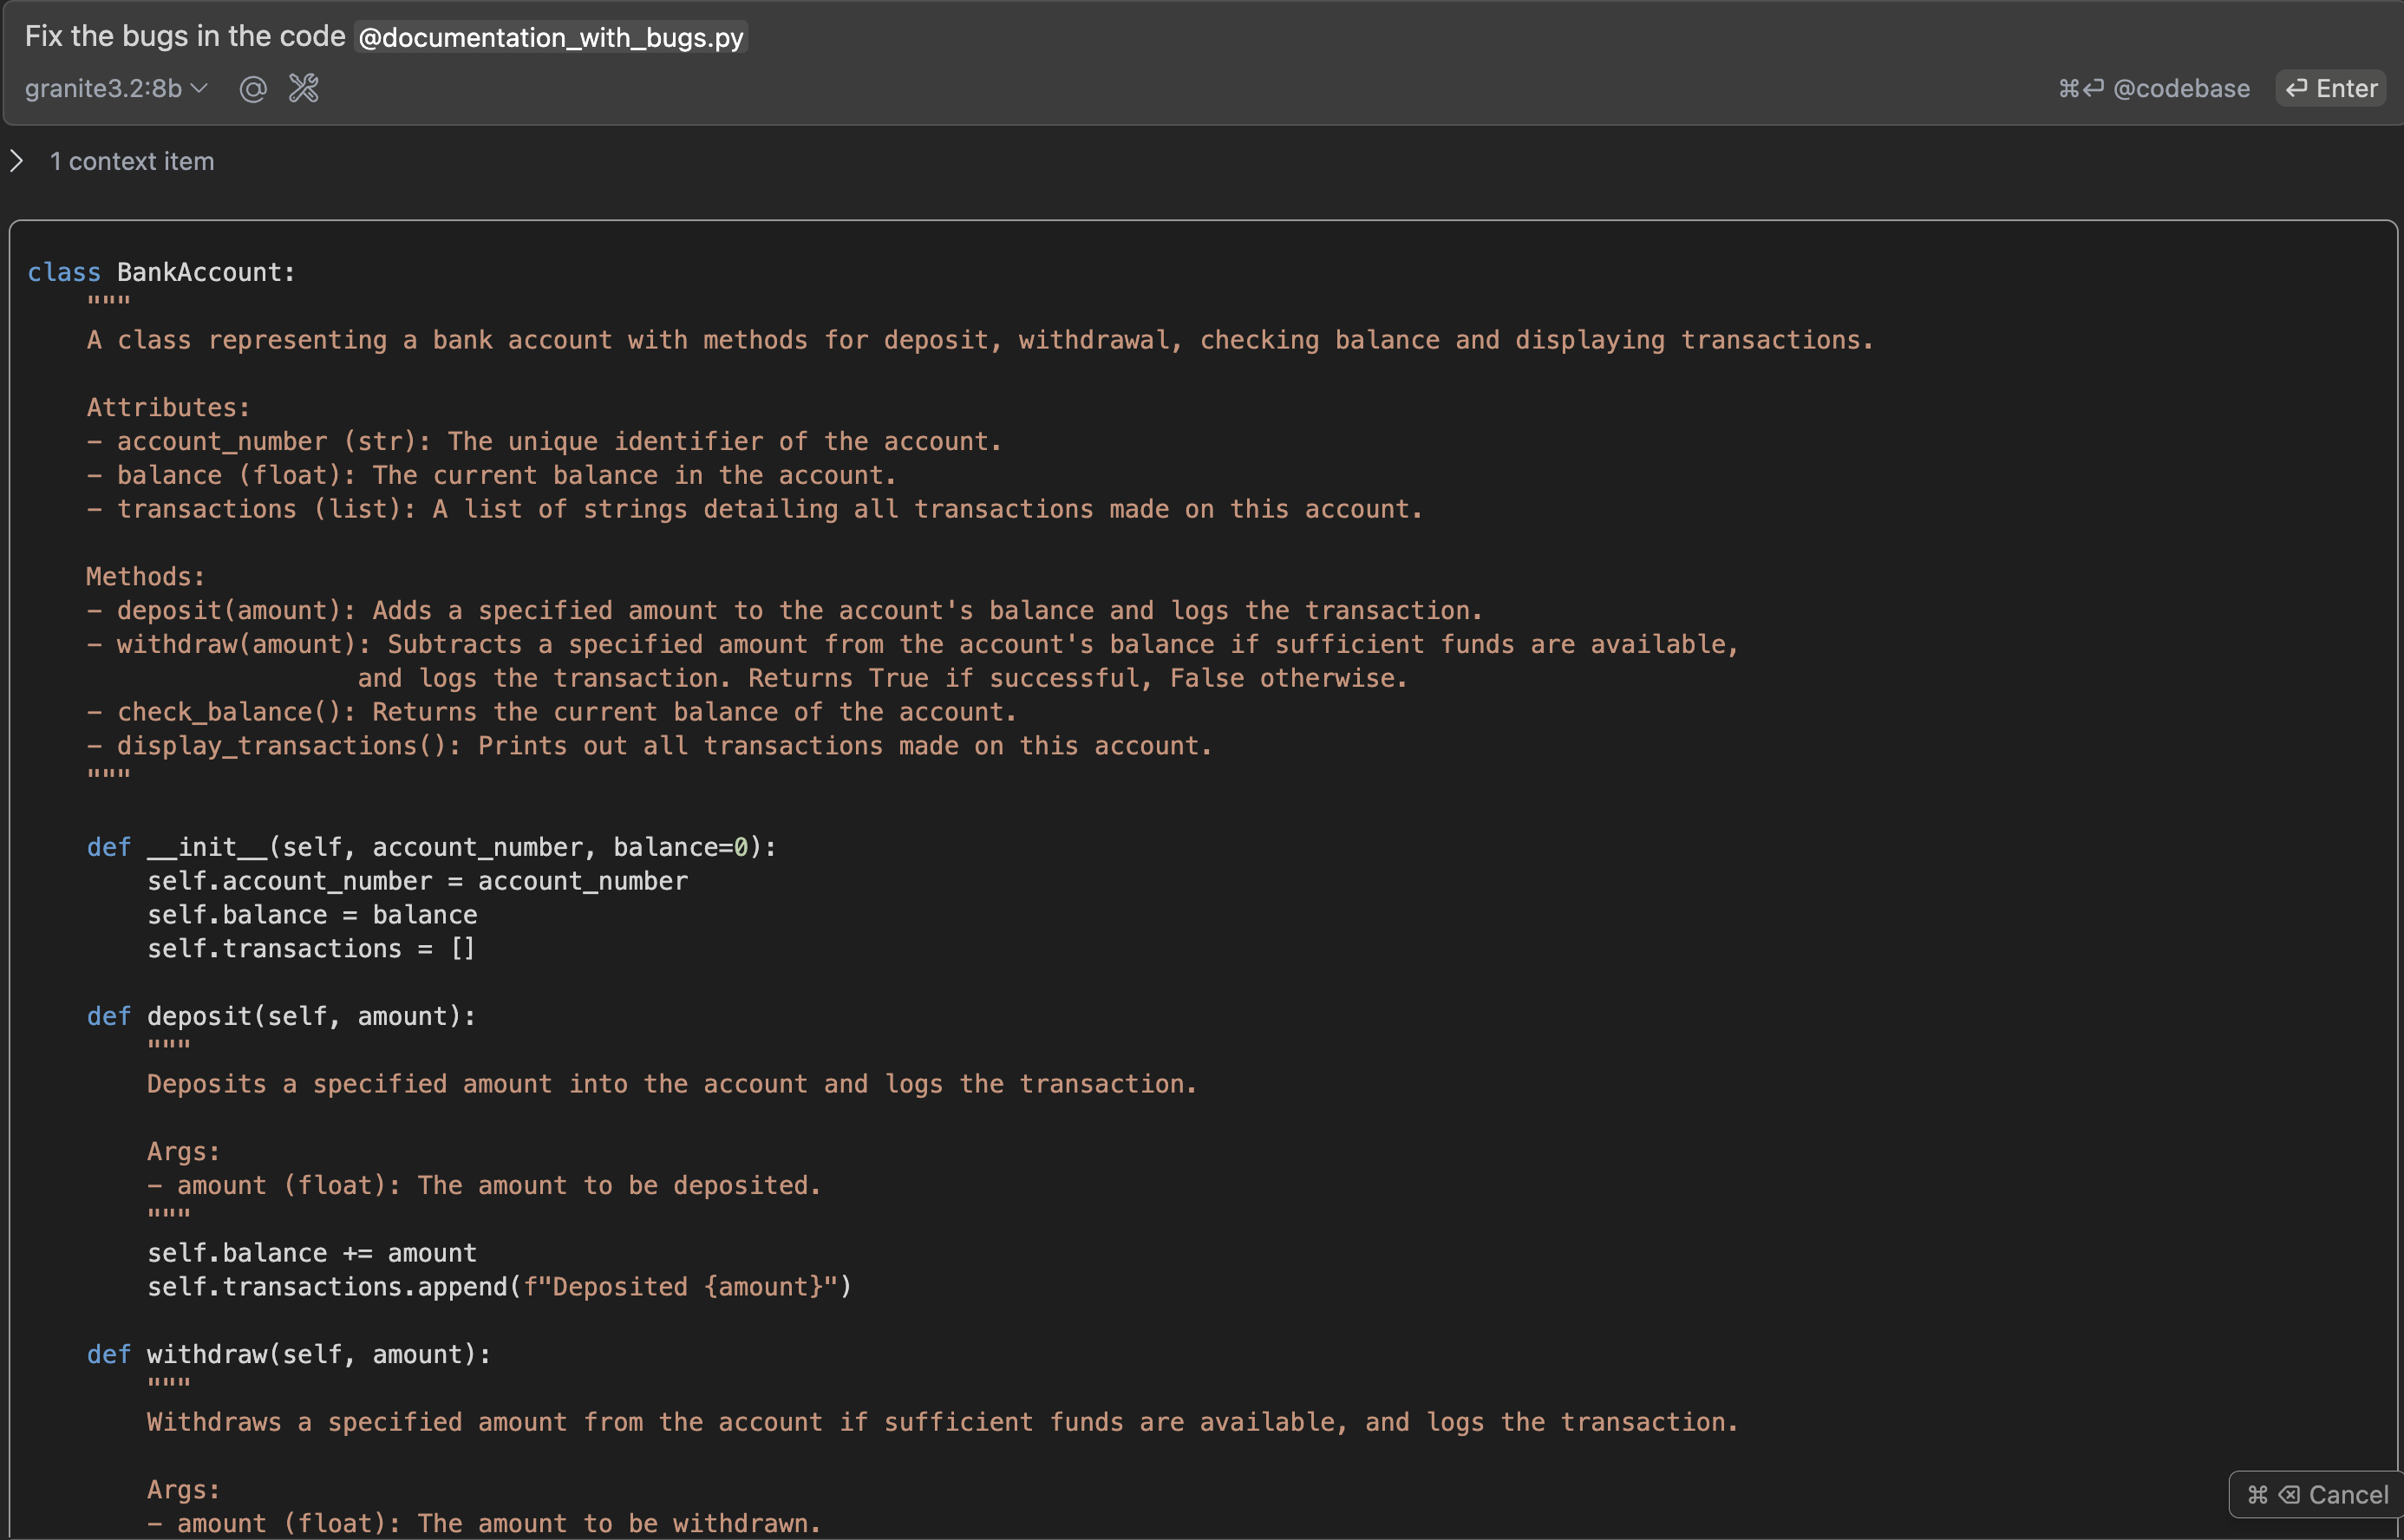 Fix the bugs in the code @documentation_with_bugs.py
granite3.2:8b @ ⌘⏎ @codebase ⏎ Enter
1 context item
class BankAccount:
    """
    A class representing a bank account with methods for deposit, withdrawal, checking balance and displaying transactions.
    Attributes:
    - account_number (str): The unique identifier of the account.
    - balance (float): The current balance in the account.
    - transactions (list): A list of strings detailing all transactions made on this account.
    Methods:
    - deposit(amount): Adds a specified amount to the account's balance and logs the transaction.
    - withdraw(amount): Subtracts a specified amount from the account's balance if sufficient funds are available,
                      and logs the transaction. Returns True if successful, False otherwise.
    - check_balance(): Returns the current balance of the account.
    - display_transactions(): Prints out all transactions made on this account.
    """
    def __init__(self, account_number, balance=0):
        self.account_number = account_number
        self.balance = balance
        self.transactions = []
    def deposit(self, amount):
        """
        Deposits a specified amount into the account and logs the transaction.
        Args:
        - amount (float): The amount to be deposited.
        """
        self.balance += amount
        self.transactions.append(f"Deposited {amount}")
    def withdraw(self, amount):
        """
        Withdraws a specified amount from the account if sufficient funds are available, and logs the transaction.
        Args:
        - amount (float): The amount to be withdrawn.
⌘ ⌫ Cancel